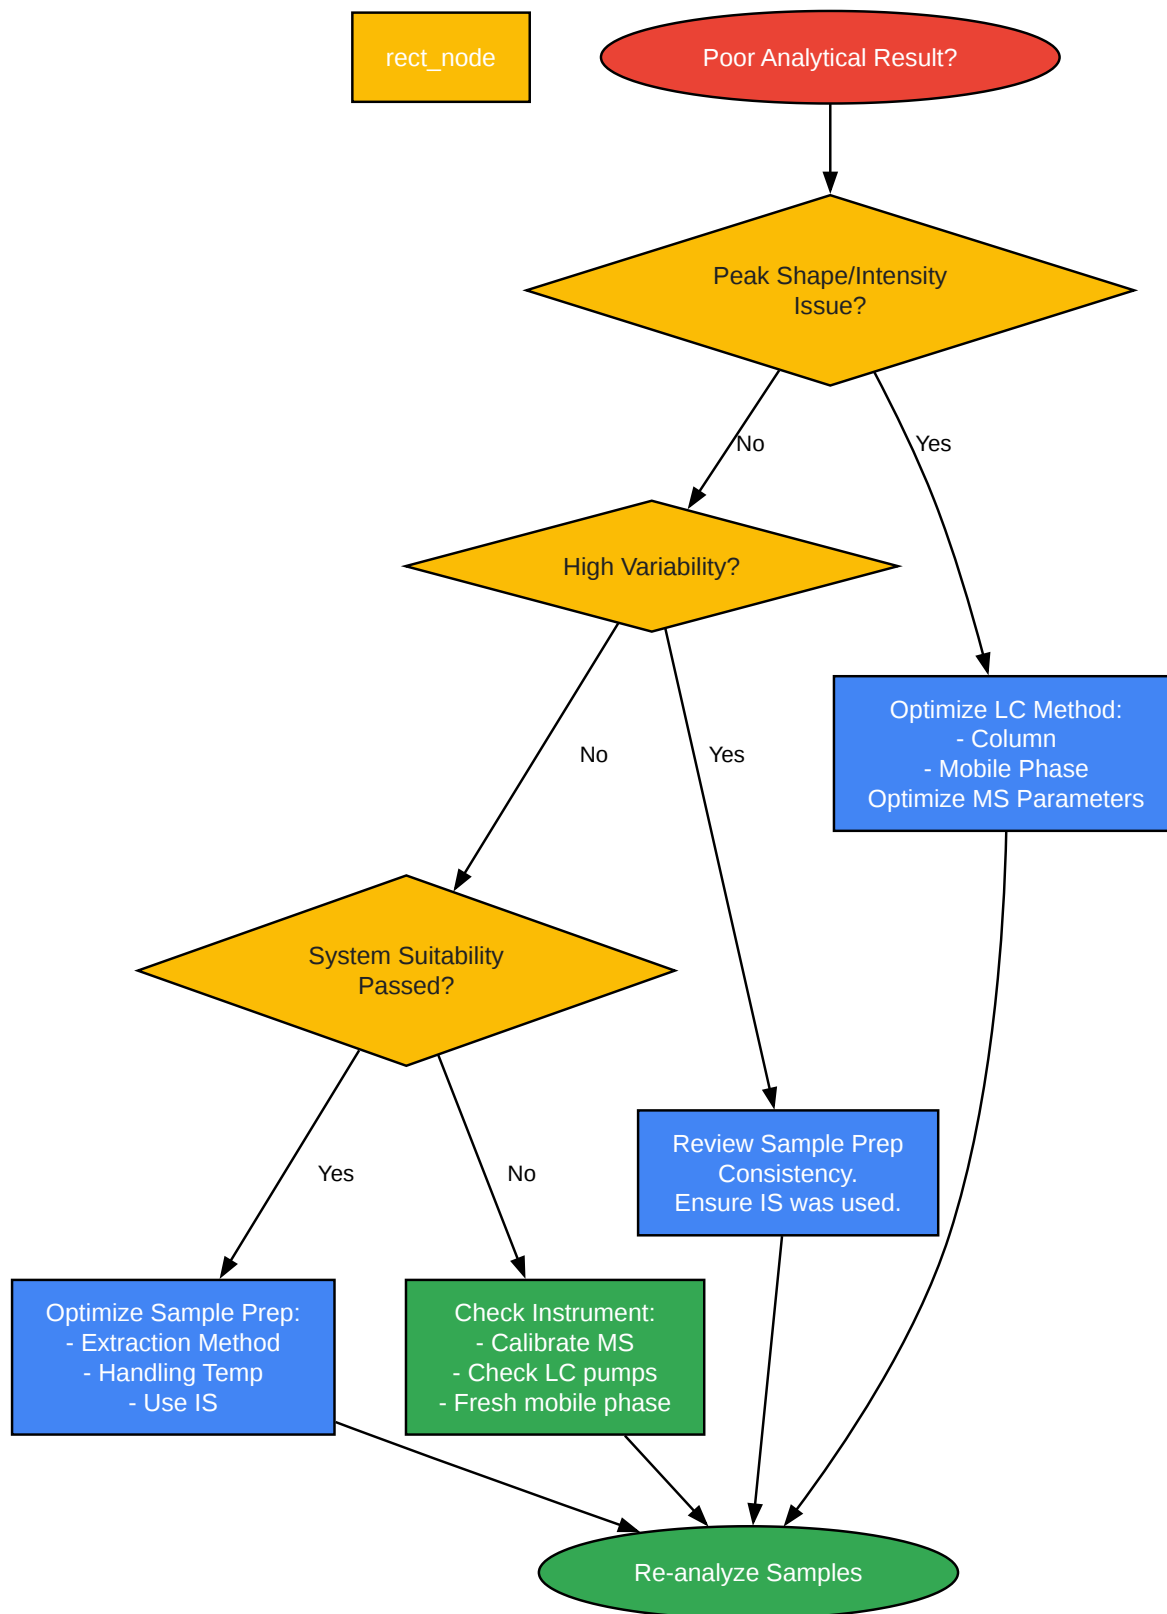 rect_node
Poor Analytical Result?
Peak Shape/Intensity
Issue?
No
Yes
High Variability?
Optimize LC Method:
- Column
- Mobile Phase
Optimize MS Parameters
No
Yes
System Suitability
Passed?
Review Sample Prep
Consistency.
Ensure IS was used.
Yes
No
Optimize Sample Prep:
- Extraction Method
- Handling Temp
- Use IS
Check Instrument:
- Calibrate MS
- Check LC pumps
- Fresh mobile phase
Re-analyze Samples